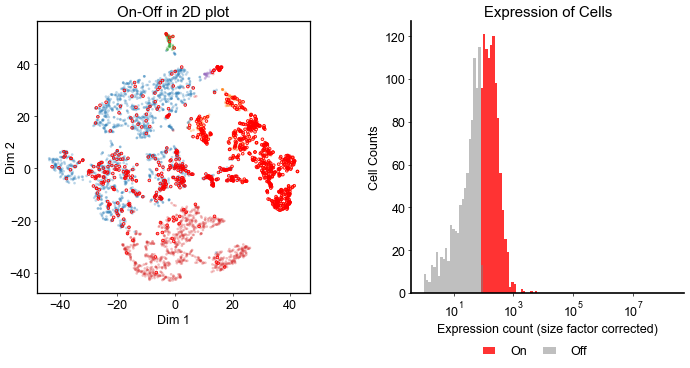 On-Off in 2D plot
Dim 2
40
20
0
−20
−40
−40 −20 0 20 40
Dim 1
Expression of Cells
Cell Counts
120
100
80
60
40
20
0
10^1 10^3 10^5 10^7
Expression count (size factor corrected)
On Off